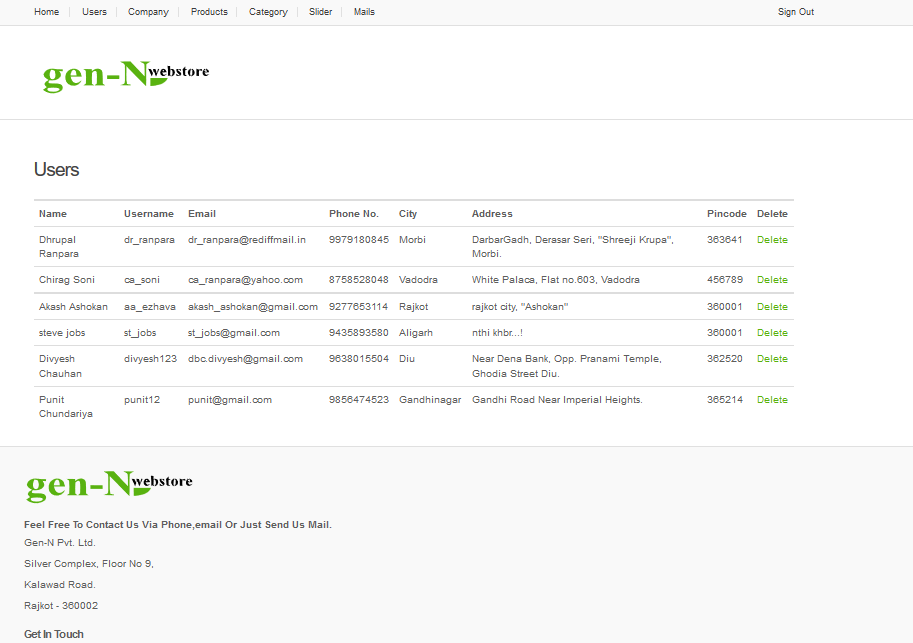 Home Users Company Products Category Slider Mails Sign Out
gen-N webstore
Users
Name Username Email Phone No. City Address Pincode Delete
Dhrupal dr_ranpara dr_ranpara@rediffmail.in 9979180845 Morbi DarbarGadh, Derasar Seri, "Shreeji Krupa", 363641 Delete
Ranpara Morbi.
Chirag Soni ca_soni ca_ranpara@yahoo.com 8758528048 Vadodra White Palaca, Flat no.603, Vadodra 456789 Delete
Akash Ashokan aa_ezhava akash_ashokan@gmail.com 9277653114 Rajkot rajkot city, "Ashokan" 360001 Delete
steve jobs st_jobs st_jobs@gmail.com 9435893580 Aligarh nthi khbr...! 360001 Delete
Divyesh divyesh123 dbc.divyesh@gmail.com 9638015504 Diu Near Dena Bank, Opp. Pranami Temple, 362520 Delete
Chauhan Ghodia Street Diu.
Punit punit12 punit@gmail.com 9856474523 Gandhinagar Gandhi Road Near Imperial Heights. 365214 Delete
Chundariya
gen-N webstore
Feel Free To Contact Us Via Phone,email Or Just Send Us Mail.
Gen-N Pvt. Ltd.
Silver Complex, Floor No 9,
Kalawad Road.
Rajkot - 360002
Get In Touch